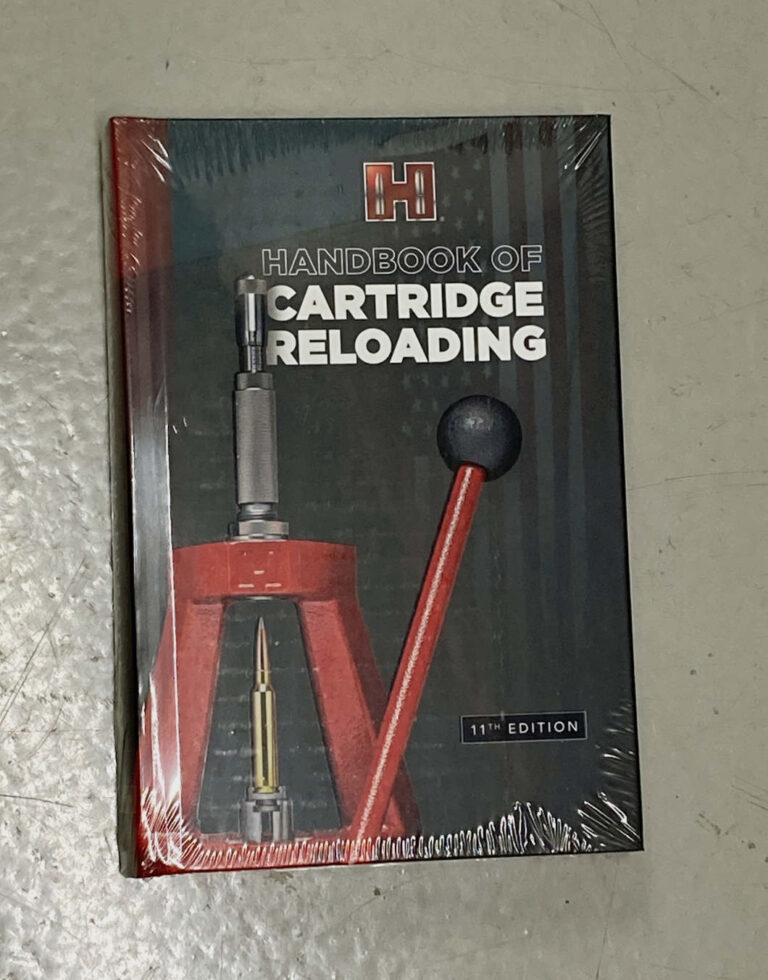 H
HANDBOOK OF
CARTRIDGE
RELOADING
11TH EDITION